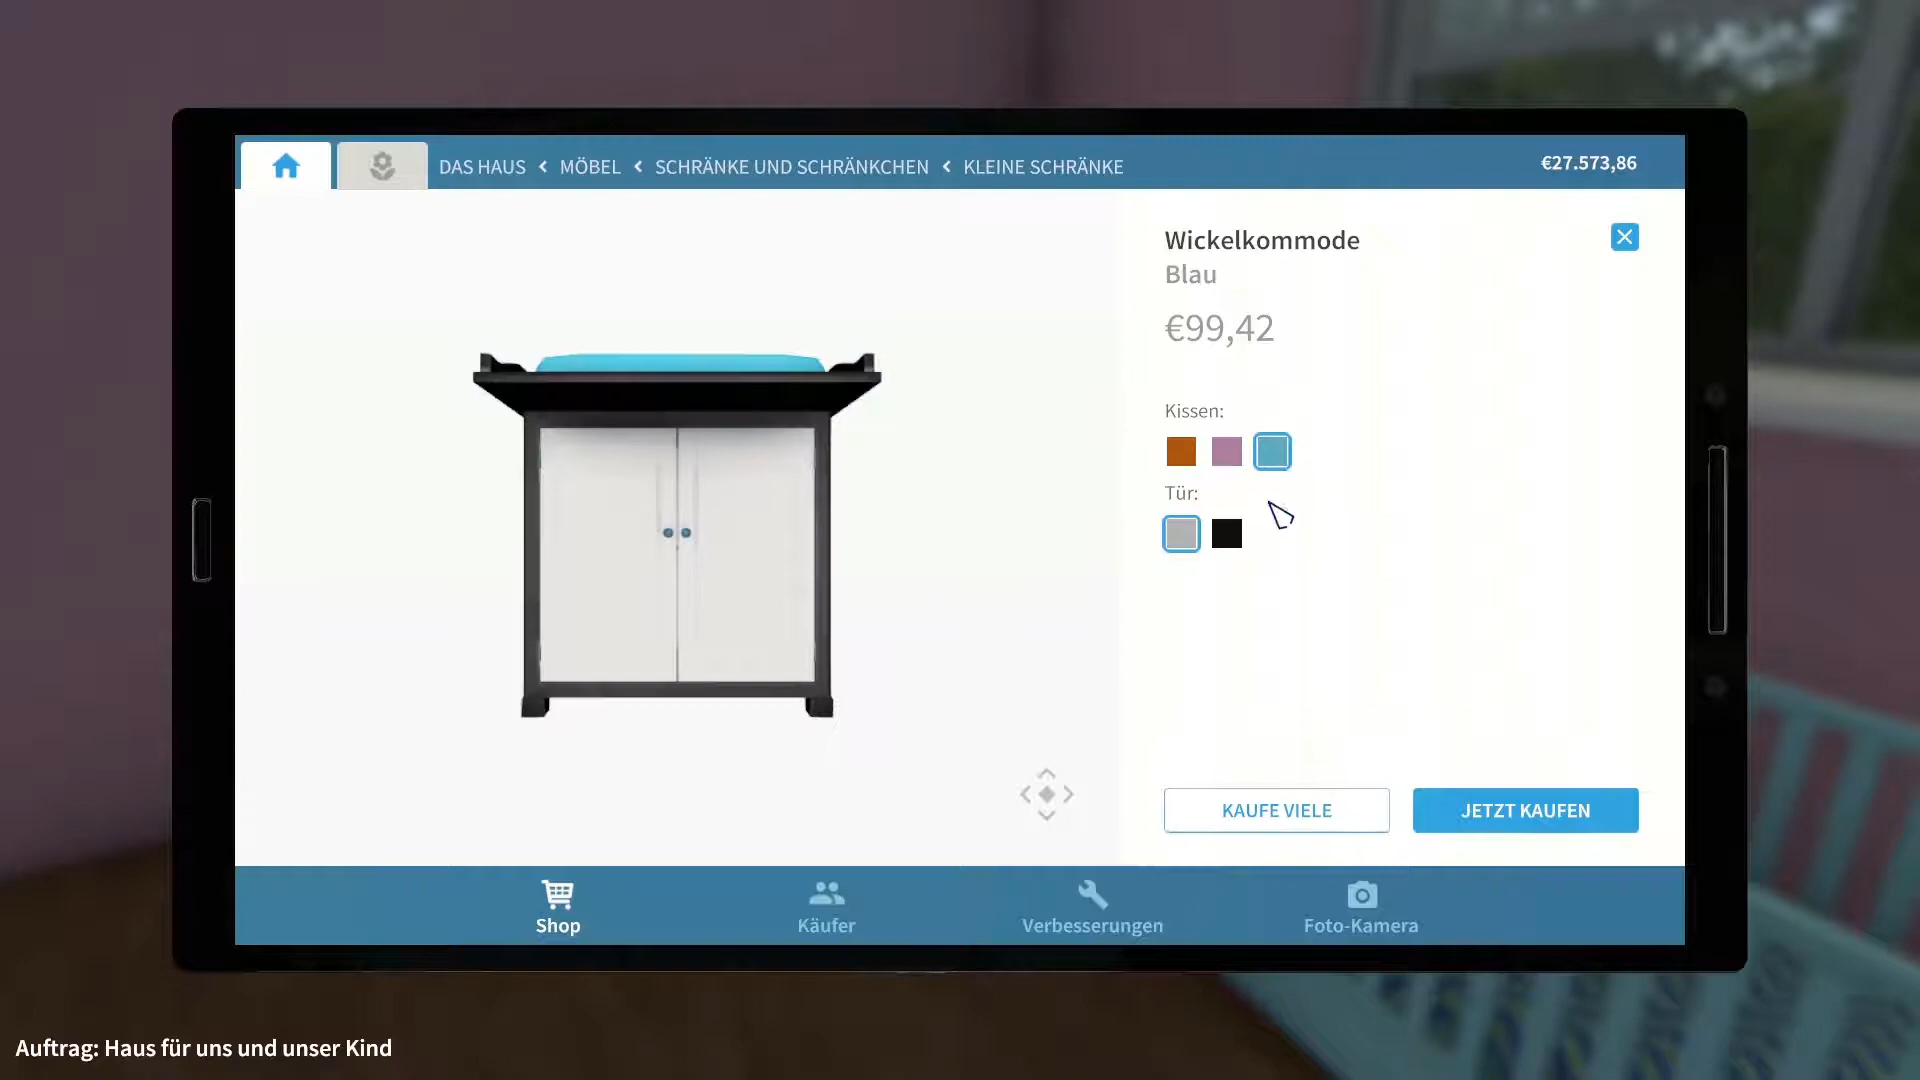 DAS HAUS < MÖBEL < SCHRÄNKE UND SCHRÄNKCHEN < KLEINE SCHRÄNKE
€27.573,86
Wickelkommode
Blau
€99,42
Kissen:
Tür:
KAUFE VIELE
JETZT KAUFEN
Shop
Käufer
Verbesserungen
Foto-Kamera
Auftrag: Haus für uns und unser Kind